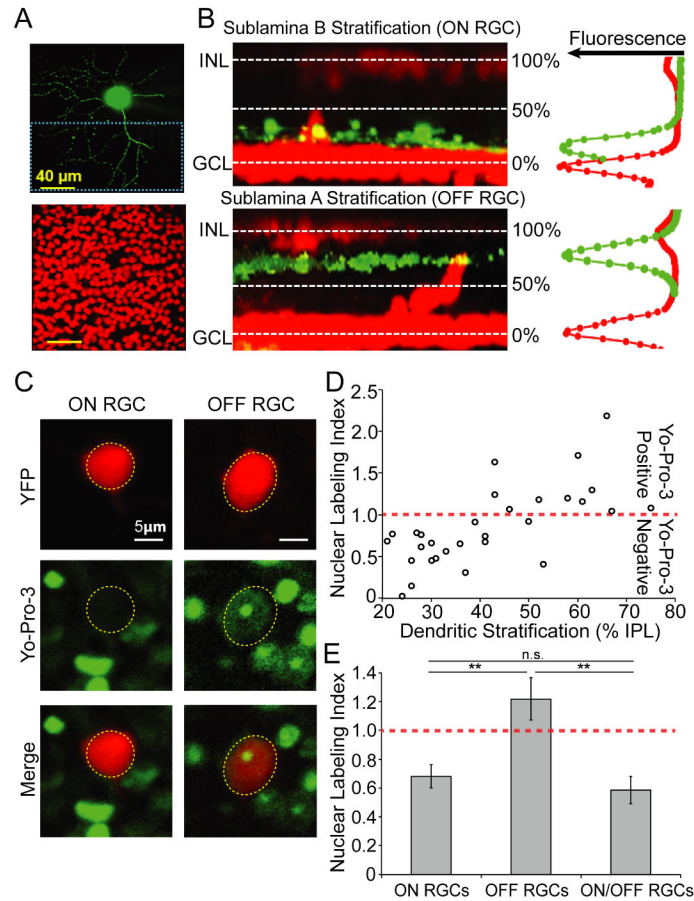 A
40 µm
B
Sublamina B Stratification (ON RGC)
Fluorescence
INL
100%
50%
GCL
0%
Sublamina A Stratification (OFF RGC)
INL
100%
50%
GCL
0%
C
ON RGC
OFF RGC
YFP
5µm
Yo-Pro-3
Merge
D
Nuclear Labeling Index
2.5
2.0
1.5
1.0
0.5
0
20 30 40 50 60 70 80
Dendritic Stratification (% IPL)
Yo-Pro-3 Positive
Yo-Pro-3 Negative
E
n.s.
** **
Nuclear Labeling Index
1.4
1.2
1.0
0.8
0.6
0.4
0.2
0
ON RGCs OFF RGCs ON/OFF RGCs